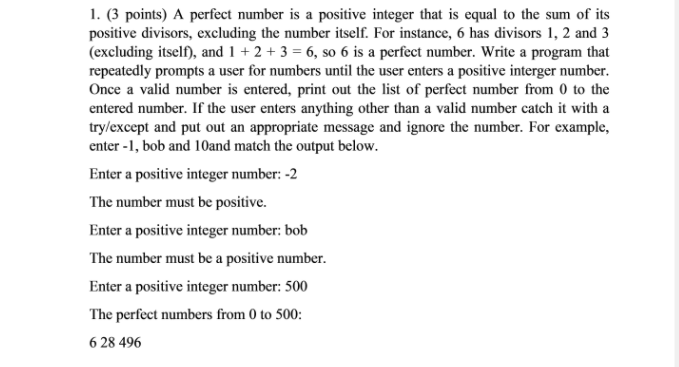 1. (3 points) A perfect number is a positive integer that is equal to the sum of its
positive divisors, excluding the number itself. For instance, 6 has divisors 1, 2 and 3
(excluding itself), and 1 + 2 + 3 = 6, so 6 is a perfect number. Write a program that
repeatedly prompts a user for numbers until the user enters a positive interger number.
Once a valid number is entered, print out the list of perfect number from 0 to the
entered number. If the user enters anything other than a valid number catch it with a
try/except and put out an appropriate message and ignore the number. For example,
enter -1, bob and 10and match the output below.
Enter a positive integer number: -2
The number must be positive.
Enter a positive integer number: bob
The number must be a positive number.
Enter a positive integer number: 500
The perfect numbers from 0 to 500:
6 28 496